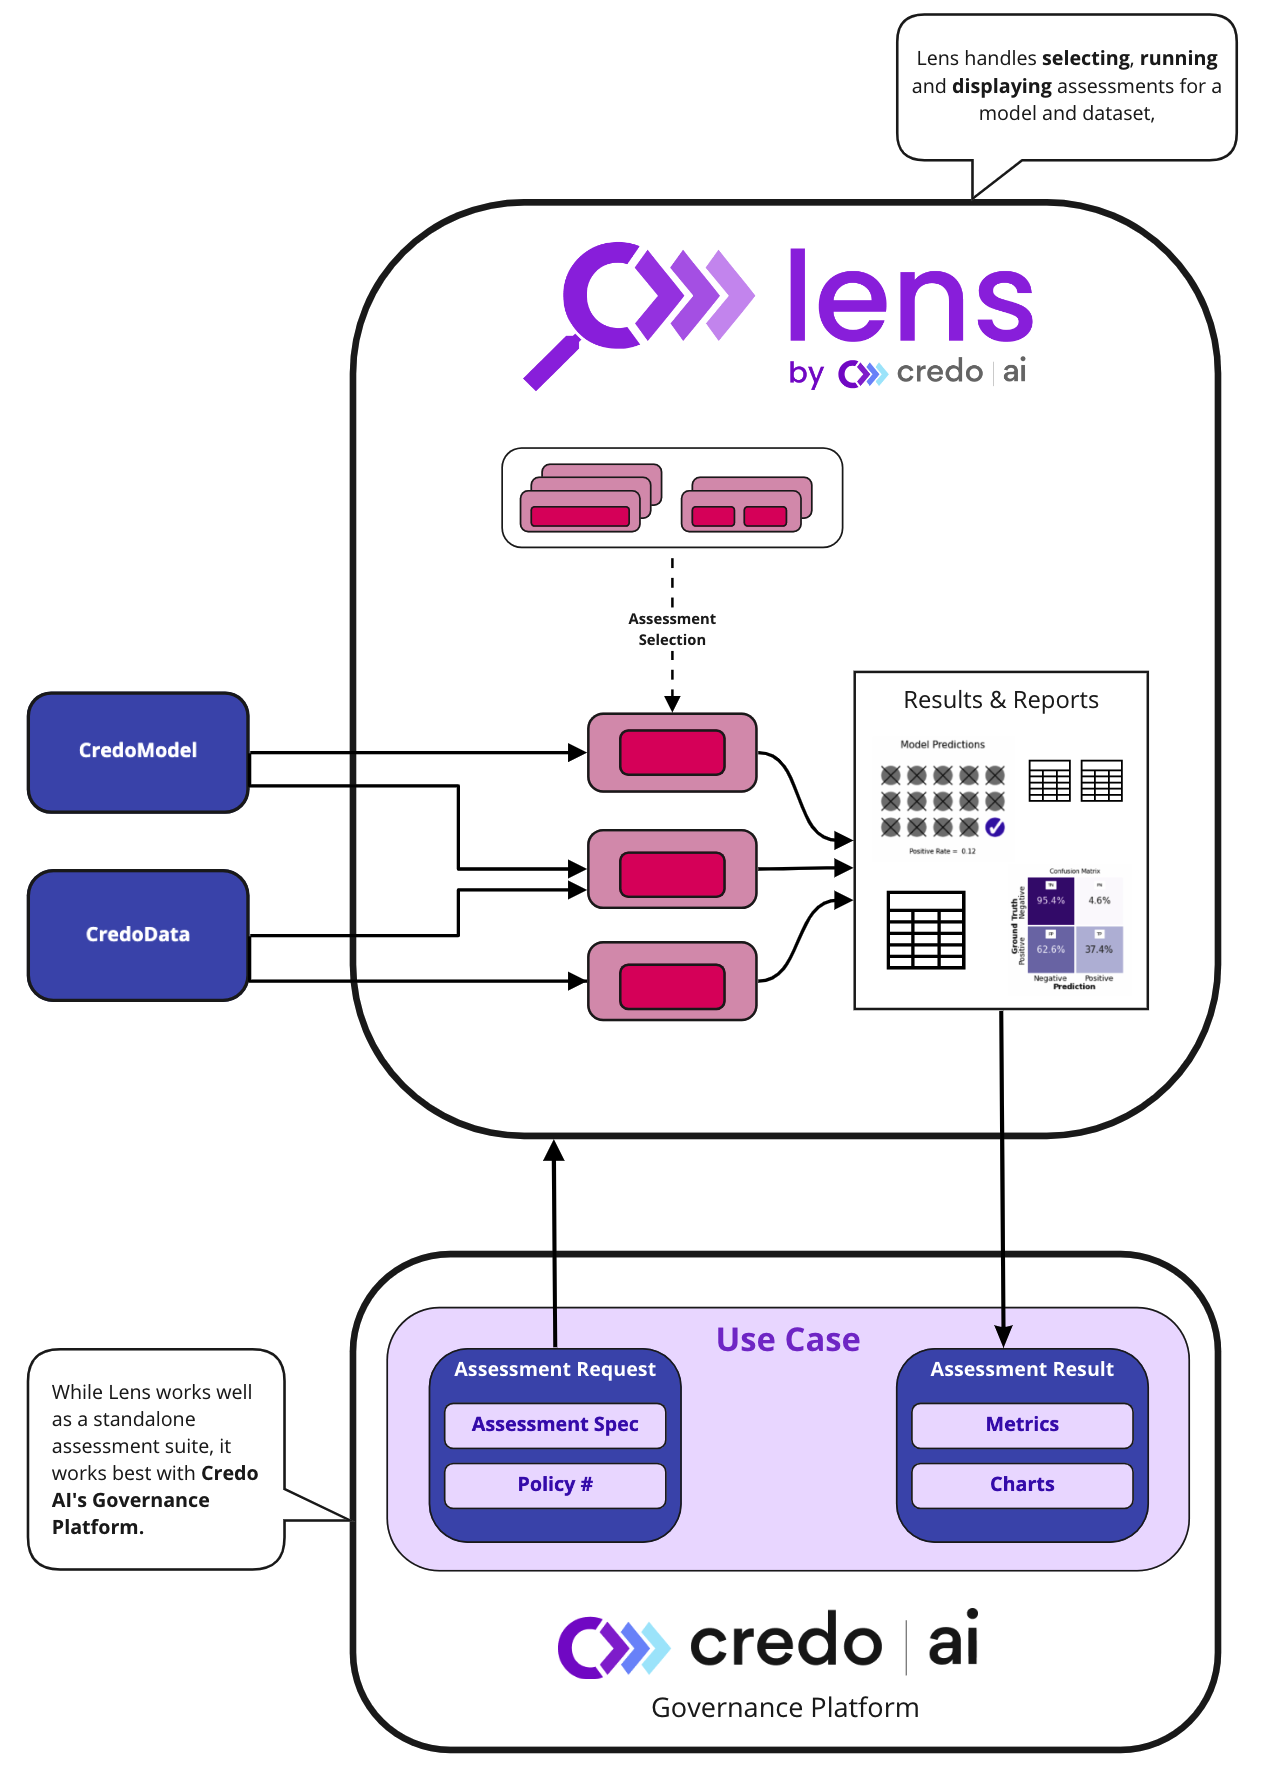 Lens handles selecting, running
and displaying assessments for a
model and dataset,
lens
by credo ai
Assessment
Selection
CredoModel
CredoData
Results & Reports
Model Predictions
Positive Rate = 0.12
Confusion Matrix
Ground Truth
Negative
Positive
TN
FN
95.4%
4.6%
FP
TP
62.6%
37.4%
Negative
Positive
Prediction
Use Case
Assessment Request
Assessment Spec
Policy #
Assessment Result
Metrics
Charts
While Lens works well
as a standalone
assessment suite, it
works best with Credo
AI's Governance
Platform.
credo ai
Governance Platform